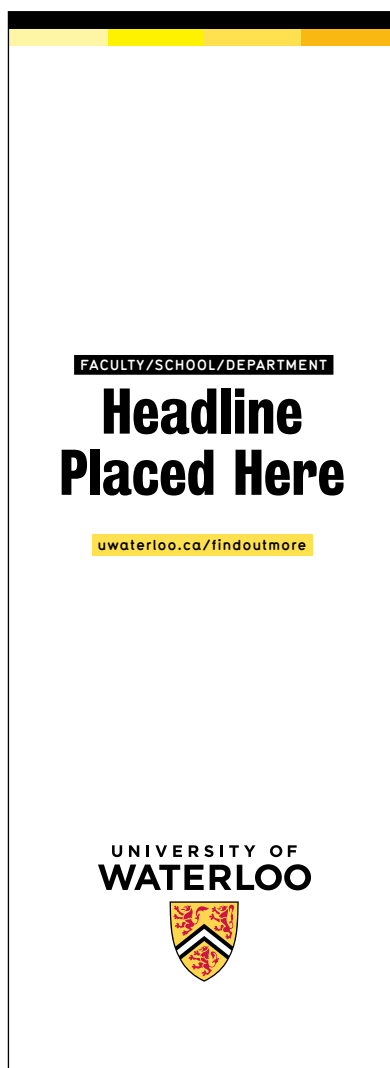 FACULTY/SCHOOL/DEPARTMENT
Headline
Placed Here
uwaterloo.ca/findoutmore
UNIVERSITY OF
WATERLOO